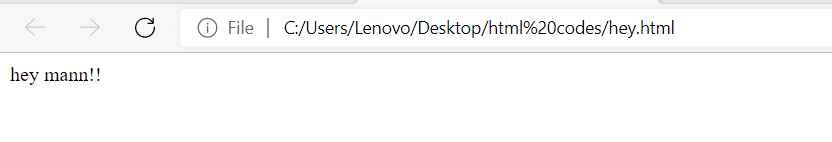 File | C:/Users/Lenovo/Desktop/html%20codes/hey.html
hey mann!!